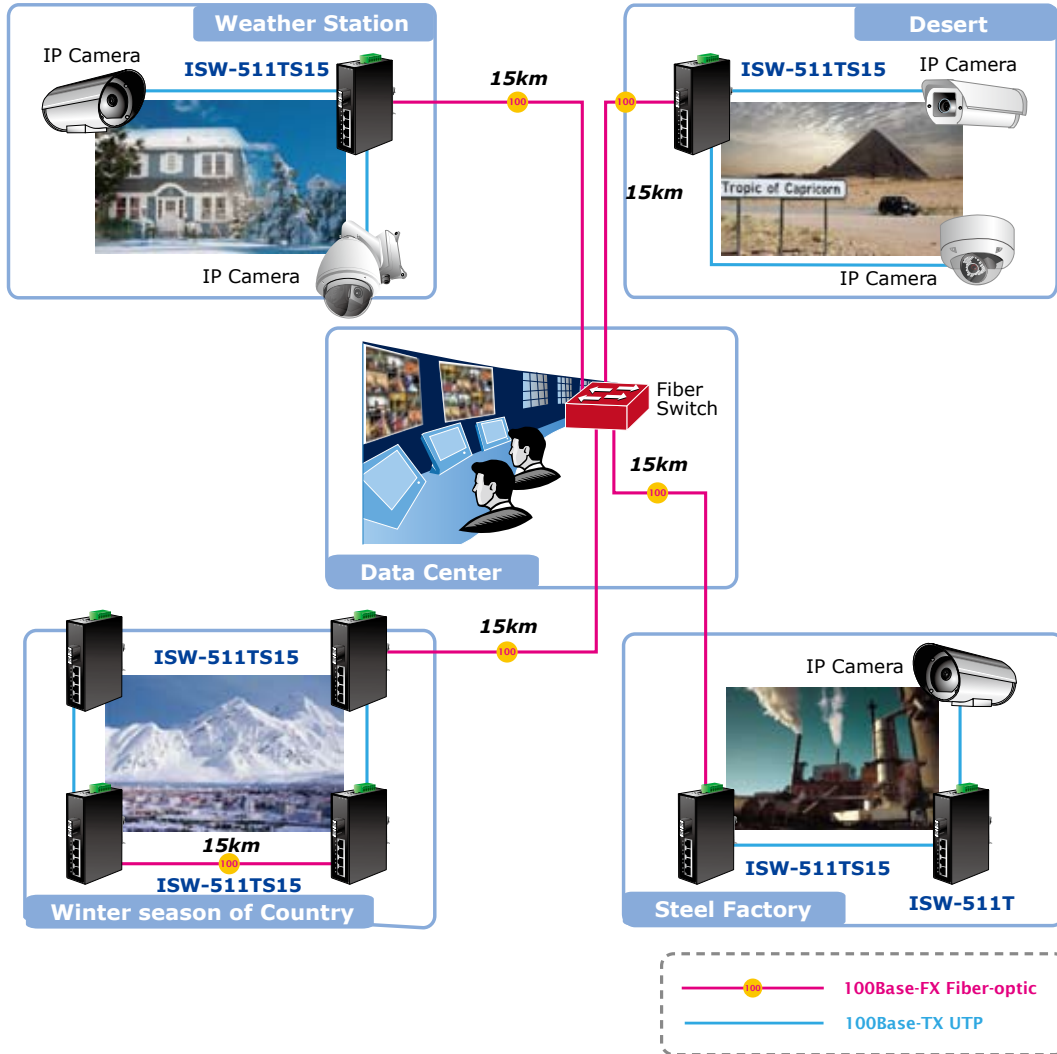 Weather Station
IP Camera
ISW-511TS15
15km
100
IP Camera
Desert
ISW-511TS15
IP Camera
100
15km
Tropic of Capricorn
IP Camera
Fiber
Switch
15km
100
Data Center
ISW-511TS15
15km
100
15km
100
ISW-511TS15
Winter season of Country
IP Camera
ISW-511TS15
ISW-511T
Steel Factory
100
100Base-FX Fiber-optic
100Base-TX UTP